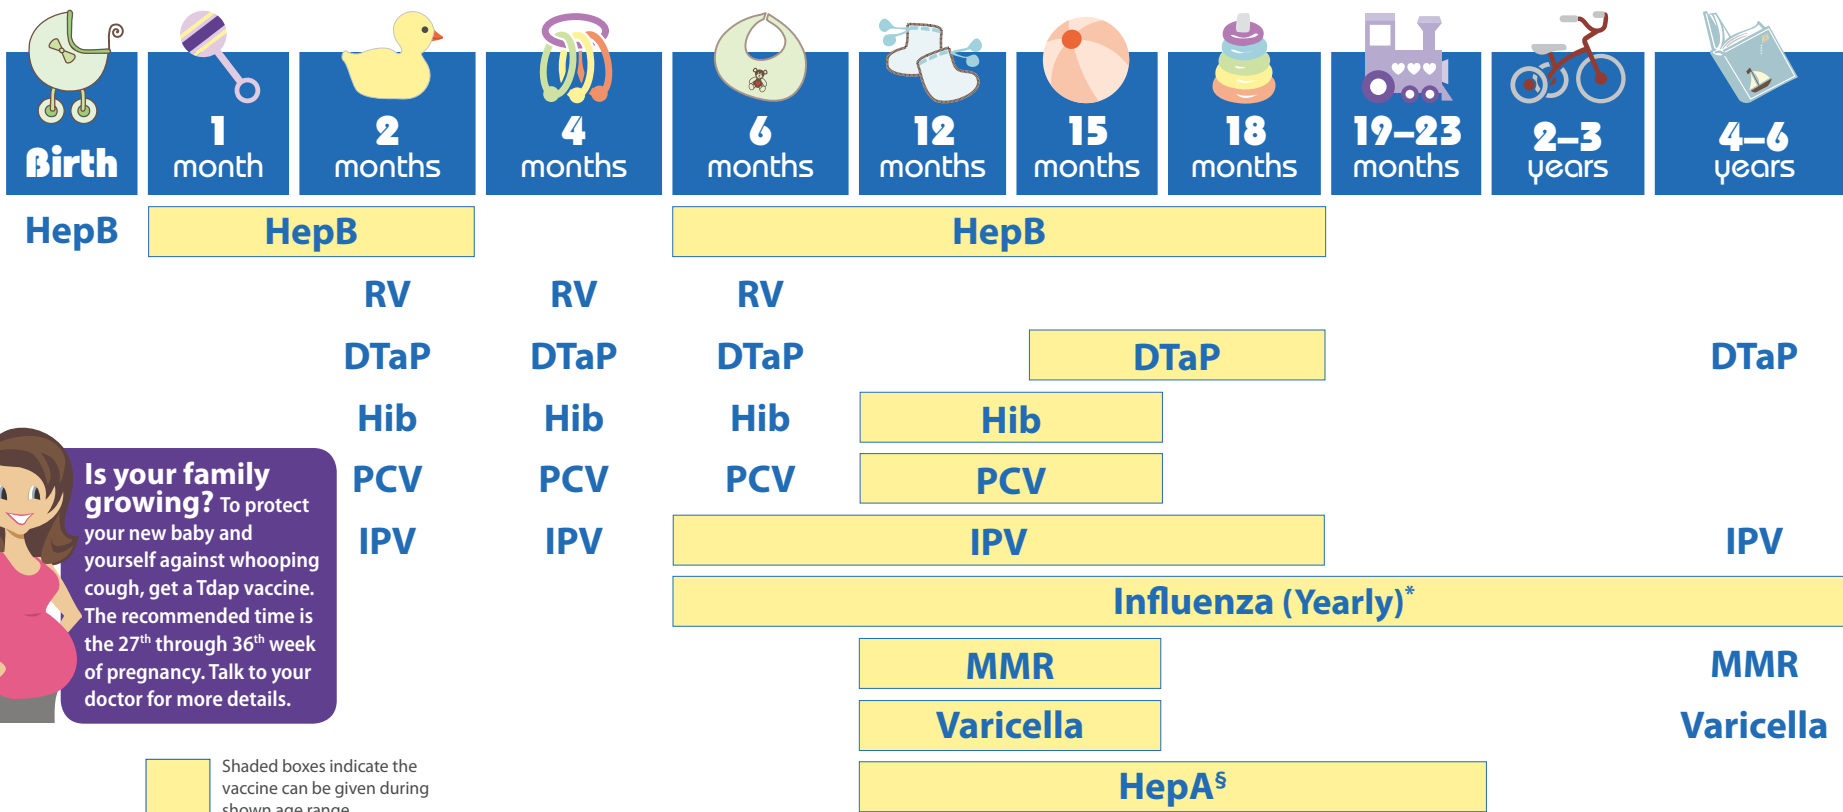 Birth
1
month
2
months
4
months
6
months
12
months
15
months
18
months
19–23
months
2–3
years
4–6
years
HepB HepB HepB
RV RV RV
DTaP DTaP DTaP DTaP DTaP
Hib Hib Hib Hib
PCV PCV PCV PCV
IPV IPV IPV IPV
Influenza (Yearly)*
MMR MMR
Varicella Varicella
HepA§
Is your family
growing? To protect
your new baby and
yourself against whooping
cough, get a Tdap vaccine.
The recommended time is
the 27th through 36th week
of pregnancy. Talk to your
doctor for more details.
Shaded boxes indicate the
vaccine can be given during
shown age range.